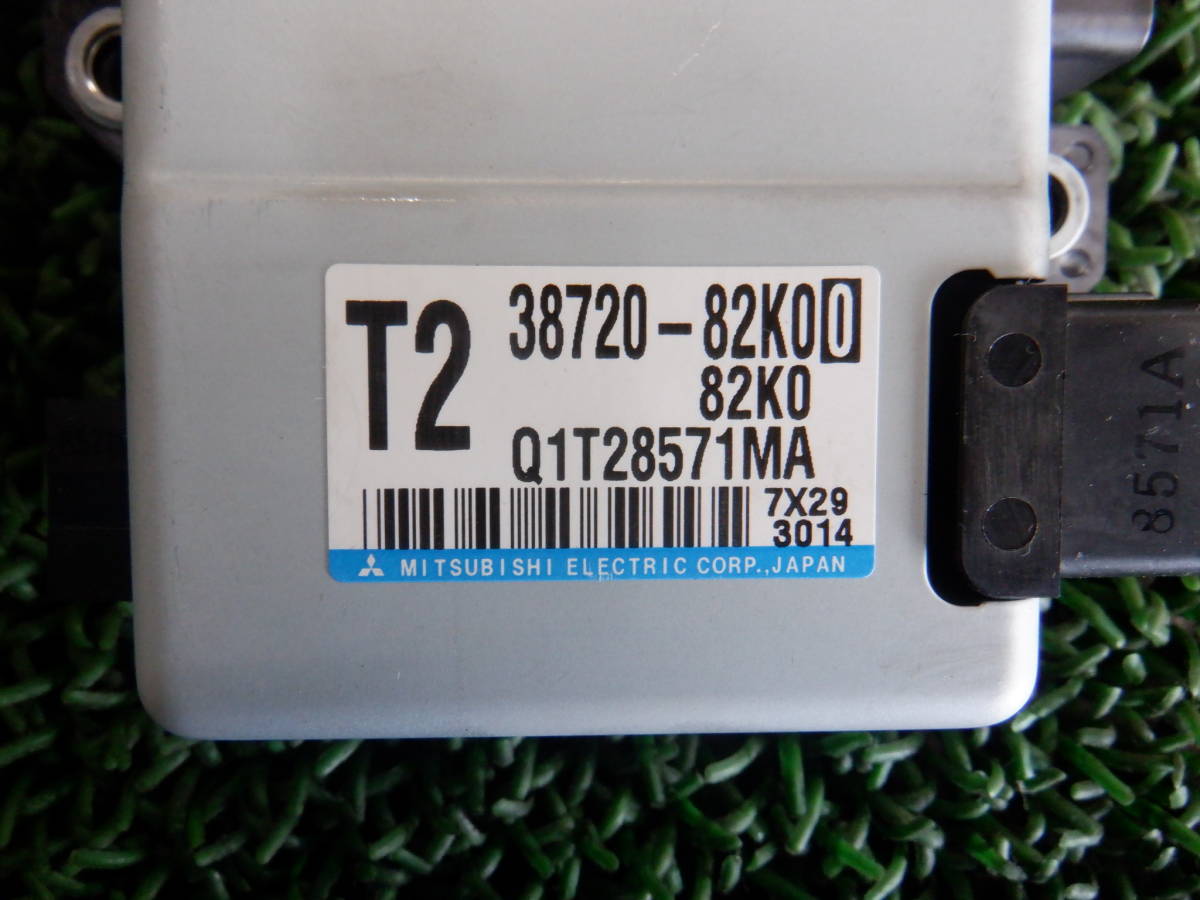 T2
38720-82K00
82K0
Q1T28571MA
7X29
3014
MITSUBISHI ELECTRIC CORP.,JAPAN
8571A